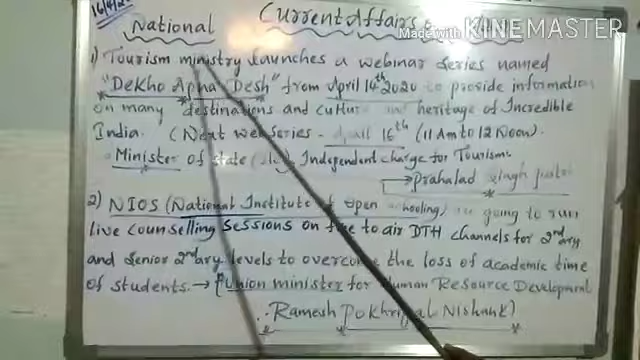 16/4/20
National Current Affairs:
Made with KINEMASTER
1) Tourism ministry launches a webinar series named
"Dekho Apna Desh" from April 14th 2020 to provide information
on many destinations and culture and heritage of Incredible
India. (Next web series - April 16th (11 Am to 12 Noon).
Minister of state Independent charge for Tourism
Prahalad singh
2) NIOS (National Institute of open schooling) going to run
live counselling sessions on free to air DTH channels for 2ndary
and senior 2ndary levels to overcome the loss of academic time
of students. → [Union minister for Human Resource Development
∴ Ramesh Pokhriyal Nishank)